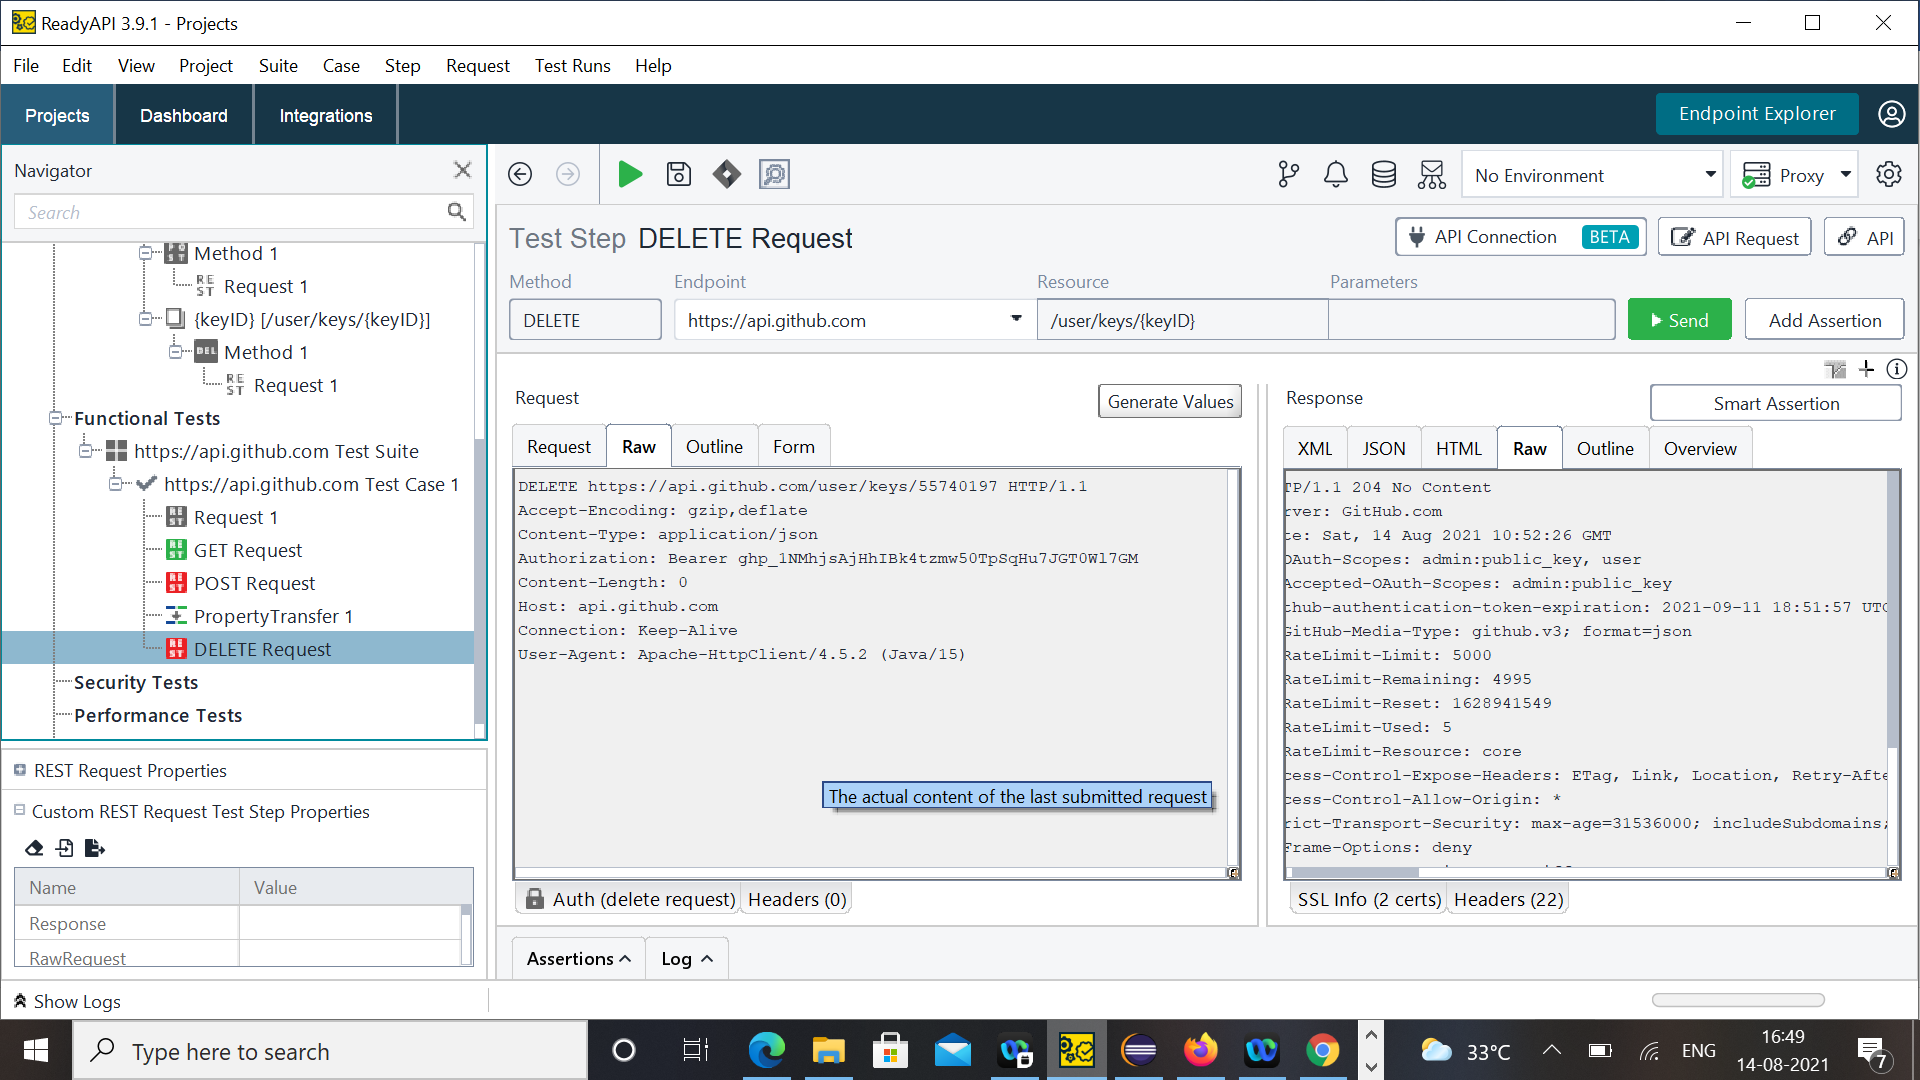 ReadyAPI 3.9.1 - Projects
File Edit View Project Suite Case Step Request Test Runs Help
Projects Dashboard Integrations Endpoint Explorer
Navigator
Search
No Environment Proxy
Method 1
Request 1
{keyID} [/user/keys/{keyID}]
DEL Method 1
REST Request 1
Functional Tests
https://api.github.com Test Suite
https://api.github.com Test Case 1
Request 1
GET Request
POST Request
PropertyTransfer 1
DELETE Request
Security Tests
Performance Tests
REST Request Properties
Custom REST Request Test Step Properties
Name Value
Response
RawRequest
Show Logs
Test Step DELETE Request
API Connection BETA API Request API
Method Endpoint Resource Parameters
DELETE https://api.github.com /user/keys/{keyID} Send Add Assertion
Request Generate Values
Request Raw Outline Form
DELETE https://api.github.com/user/keys/55740197 HTTP/1.1
Accept-Encoding: gzip,deflate
Content-Type: application/json
Authorization: Bearer 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
Content-Length: 0
Host: api.github.com
Connection: Keep-Alive
User-Agent: Apache-HttpClient/4.5.2 (Java/15)
The actual content of the last submitted request
Auth (delete request) Headers (0)
Response Smart Assertion
XML JSON HTML Raw Outline Overview
TP/1.1 204 No Content
rver: GitHub.com
te: Sat, 14 Aug 2021 10:52:26 GMT
OAuth-Scopes: admin:public_key, user
Accepted-OAuth-Scopes: admin:public_key
thub-authentication-token-expiration: 2021-09-11 18:51:57 UTC
GitHub-Media-Type: github.v3; format=json
RateLimit-Limit: 5000
RateLimit-Remaining: 4995
RateLimit-Reset: 1628941549
RateLimit-Used: 5
RateLimit-Resource: core
cess-Control-Expose-Headers: ETag, Link, Location, Retry-Afte
cess-Control-Allow-Origin: *
rict-Transport-Security: max-age=31536000; includeSubdomains;
Frame-Options: deny
SSL Info (2 certs) Headers (22)
Assertions Log
Type here to search
33°C ENG 16:49
14-08-2021 7